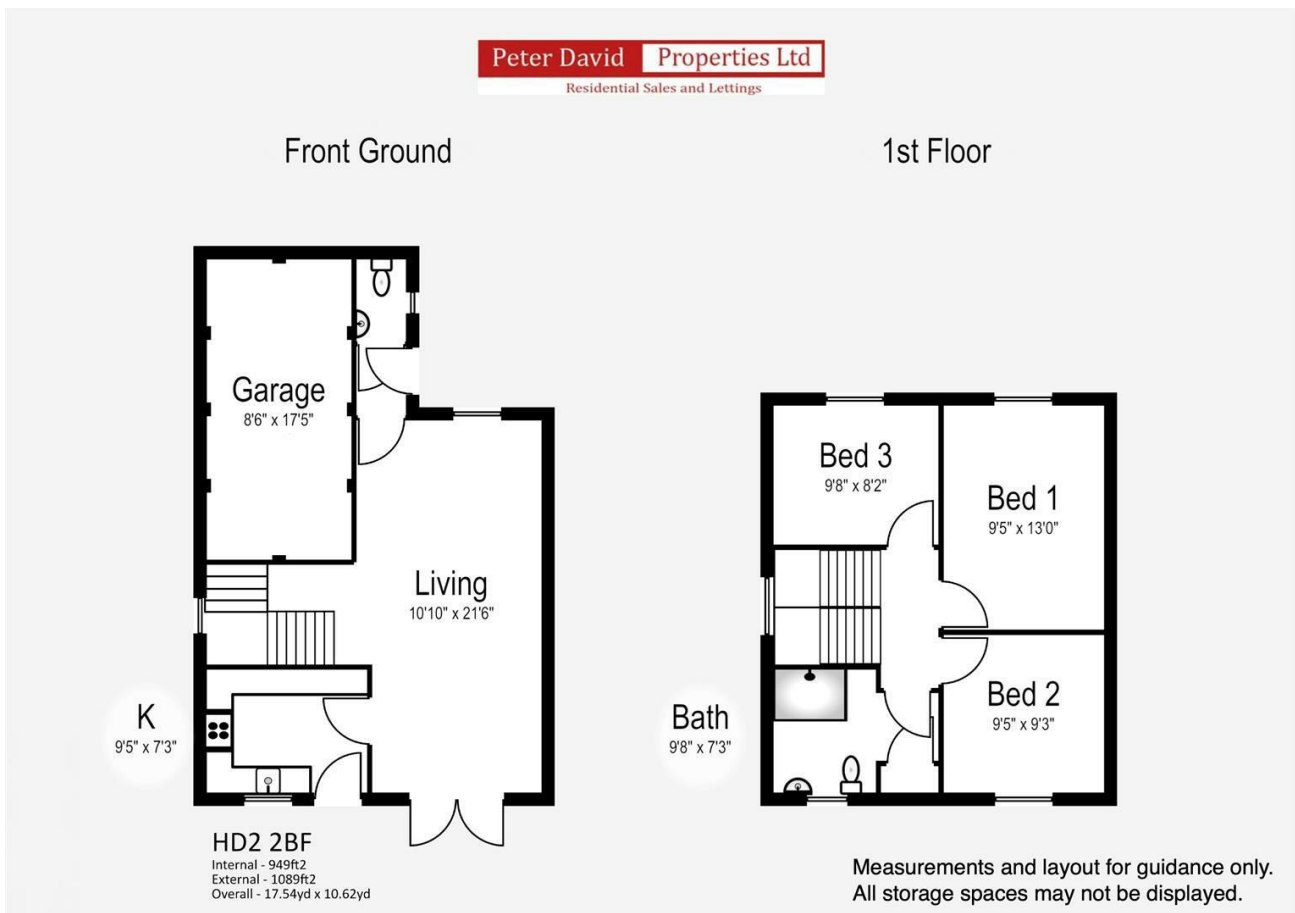 Peter David Properties Ltd
Residential Sales and Lettings
Front Ground
1st Floor
Garage
8'6" x 17'5"
Living
10'10" x 21'6"
K
9'5" x 7'3"
Bed 3
9'8" x 8'2"
Bed 1
9'5" x 13'0"
Bed 2
9'5" x 9'3"
Bath
9'8" x 7'3"
HD2 2BF
Internal - 949ft2
External - 1089ft2
Overall - 17.54yd x 10.62yd
Measurements and layout for guidance only.
All storage spaces may not be displayed.